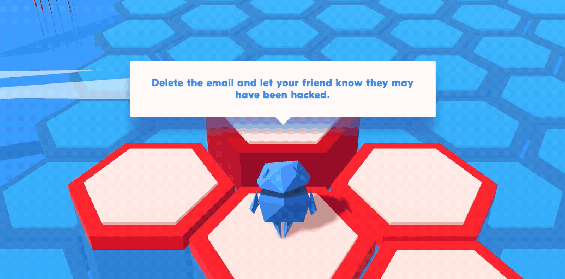 Delete the email and let your friend know they may
have been hacked.